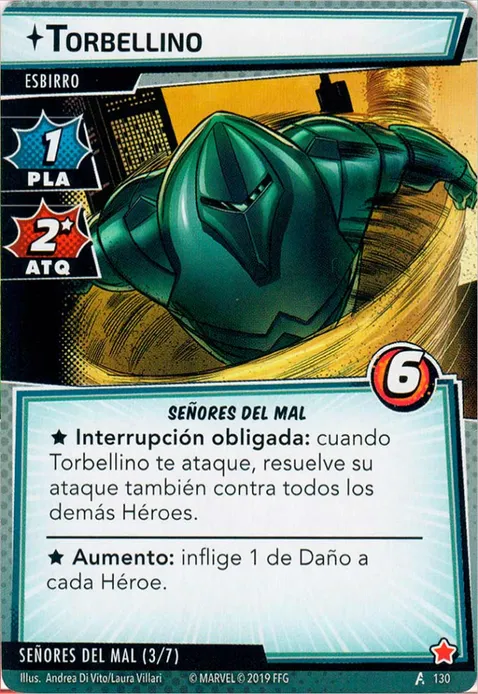 TORBELLINO
ESBIRRO
1
PLA
2
ATQ
6
SEÑORES DEL MAL
Interrupción obligada: cuando
Torbellino te ataque, resuelve su
ataque también contra todos los
demás Héroes.
Aumento: inflige 1 de Daño a
cada Héroe.
SEÑORES DEL MAL (3/7)
Illus. Andrea Di Vito/Laura Villari © MARVEL © 2019 FFG 130